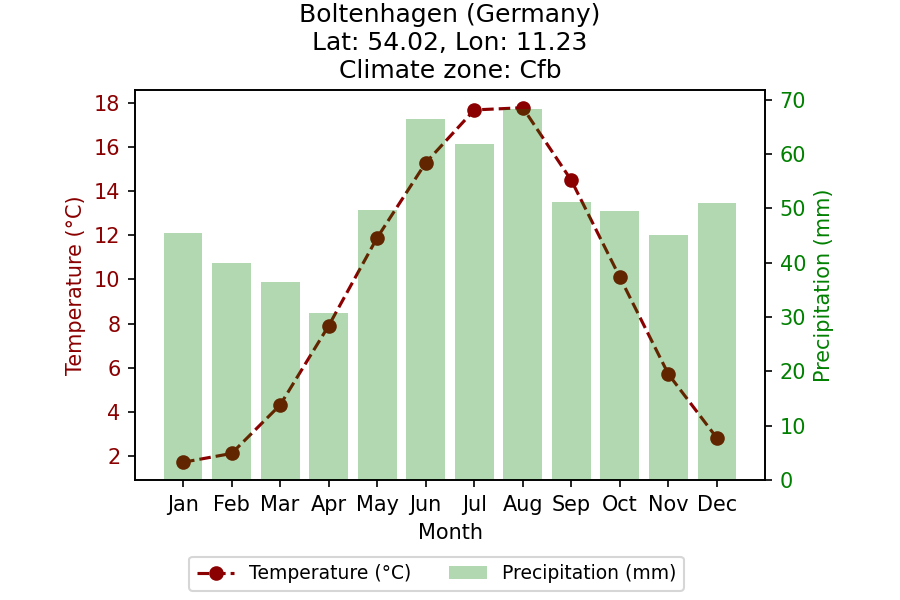 Boltenhagen (Germany)
Lat: 54.02, Lon: 11.23
Climate zone: Cfb
Temperature (°C)
18
16
14
12
10
8
6
4
2
70
60
50
40
30
20
10
0
Precipitation (mm)
Jan Feb Mar Apr May Jun Jul Aug Sep Oct Nov Dec
Month
Temperature (°C) Precipitation (mm)